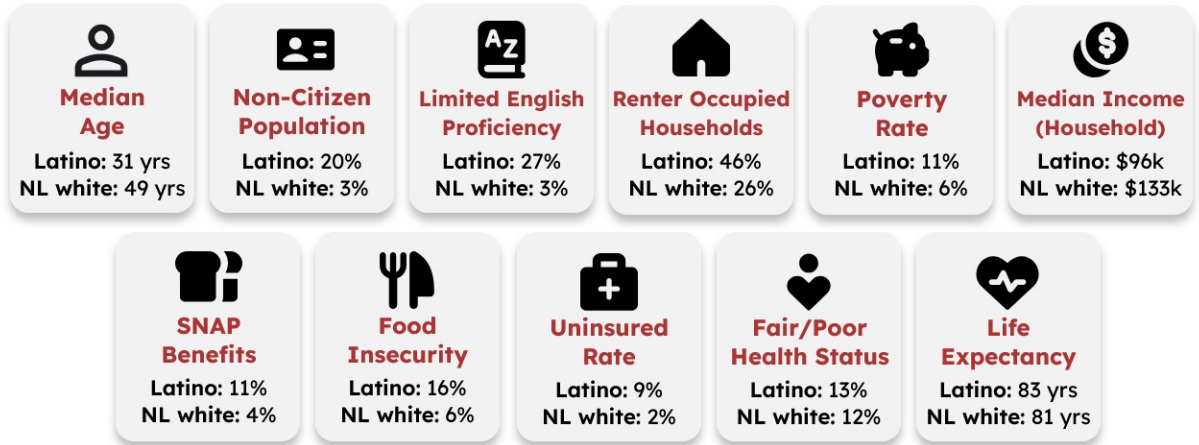 AZ
Median
Age
Latino: 31 yrs
NL white: 49 yrs
Non-Citizen
Population
Latino: 20%
NL white: 3%
Limited English
Proficiency
Latino: 27%
NL white: 3%
Renter Occupied
Households
Latino: 46%
NL white: 26%
Poverty
Rate
Latino: 11%
NL white: 6%
$
Median Income
(Household)
Latino: $96k
NL white: $133k
SNAP
Benefits
Latino: 11%
NL white: 4%
Food
Insecurity
Latino: 16%
NL white: 6%
Uninsured
Rate
Latino: 9%
NL white: 2%
Fair/Poor
Health Status
Latino: 13%
NL white: 12%
Life
Expectancy
Latino: 83 yrs
NL white: 81 yrs